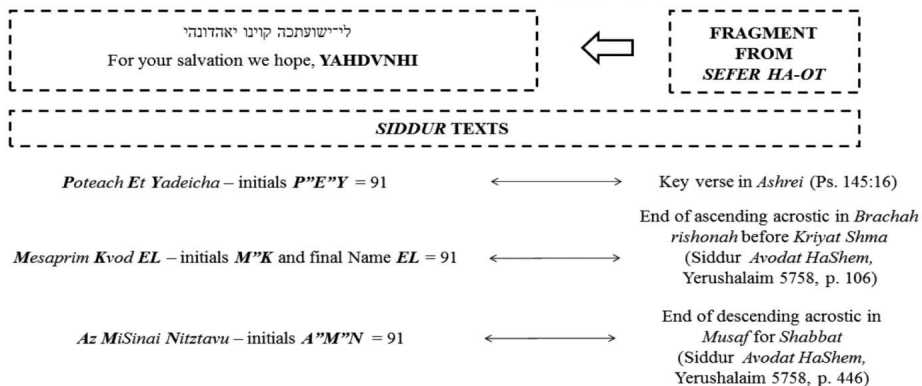 לי־ישועתכה קוינו יאהדונהי
For your salvation we hope, YAHDVNHI
FRAGMENT
FROM
SEFER HA-OT
SIDDUR TEXTS
Poteach Et Yadeicha – initials P”E”Y = 91
Key verse in Ashrei (Ps. 145:16)
Mesaprim Kvod EL – initials M”K and final Name EL = 91
End of ascending acrostic in Brachah
rishonah before Kriyat Shma
(Siddur Avodat HaShem,
Yerushalaim 5758, p. 106)
Az MiSinai Nitztavu – initials A”M”N = 91
End of descending acrostic in
Musaf for Shabbat
(Siddur Avodat HaShem,
Yerushalaim 5758, p. 446)